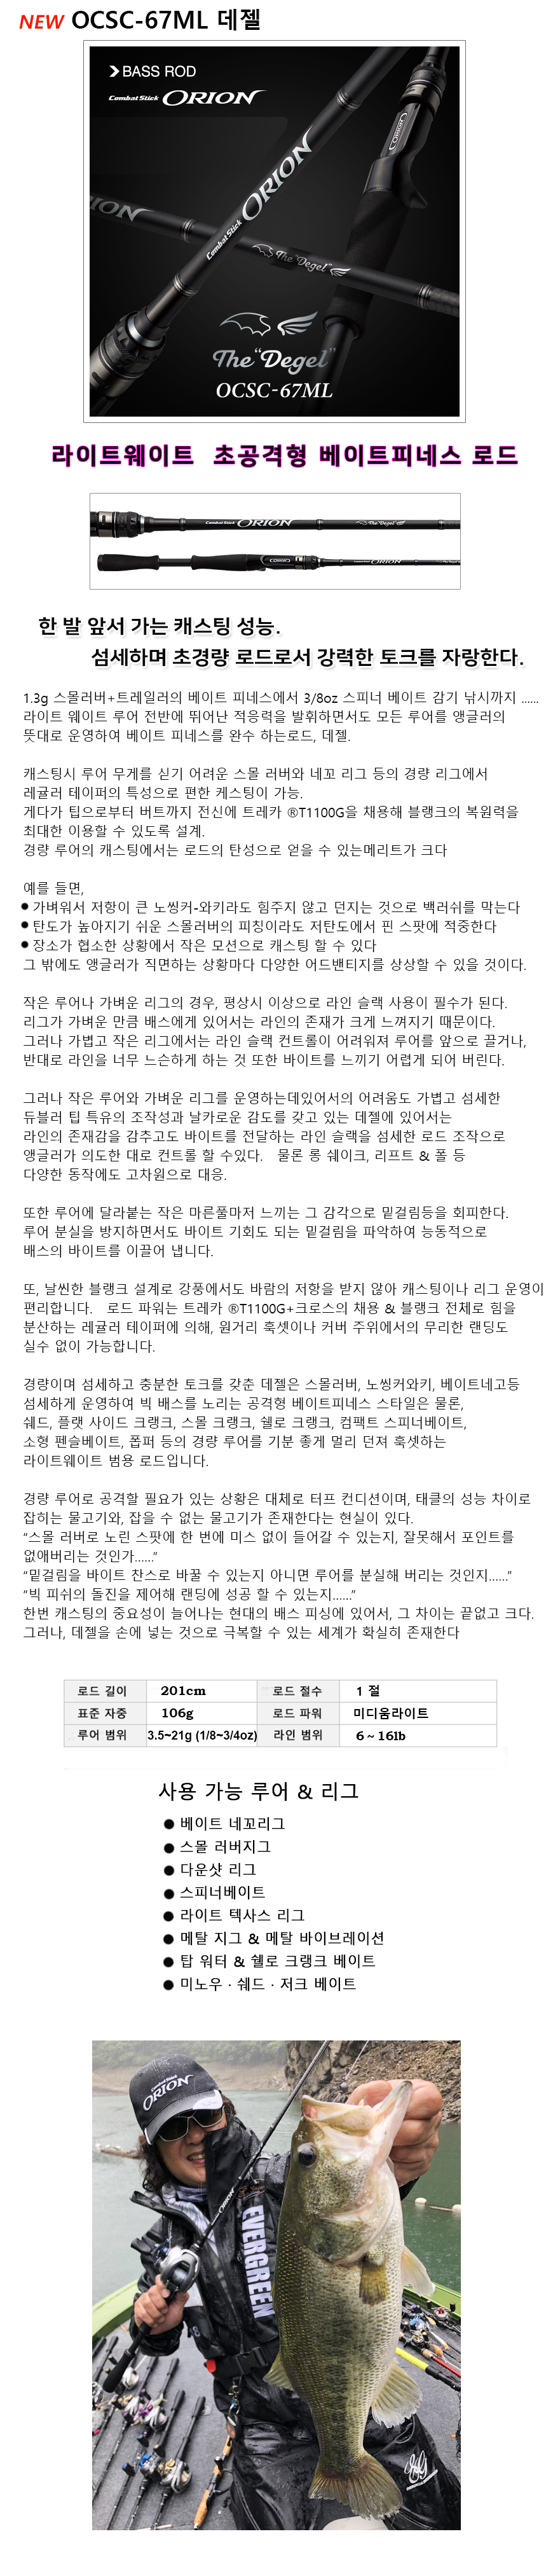 NEW OCSC-67ML 데젤
BASS ROD
Combat Stick ORION
ORION
Combat Stick ORION
ORION
The "Degel"
The "Degel"
OCSC-67ML
라이트웨이트 초공격형 베이트피네스 로드
Combat Stick ORION The "Degel"
ORION
한 발 앞서 가는 캐스팅 성능.
섬세하며 초경량 로드로서 강력한 토크를 자랑한다.
1.3g 스몰러버+트레일러의 베이트 피네스에서 3/8oz 스피너 베이트 감기 낚시까지 ......
라이트 웨이트 루어 전반에 뛰어난 적응력을 발휘하면서도 모든 루어를 앵글러의
뜻대로 운영하여 베이트 피네스를 완수 하는로드, 데젤.
캐스팅시 루어 무게를 싣기 어려운 스몰 러버와 네꼬 리그 등의 경량 리그에서
레귤러 테이퍼의 특성으로 편한 케스팅이 가능.
게다가 팁으로부터 버트까지 전신에 트레카 ®T1100G을 채용해 블랭크의 복원력을
최대한 이용할 수 있도록 설계.
경량 루어의 캐스팅에서는 로드의 탄성으로 얻을 수 있는메리트가 크다
예를 들면,
● 가벼워서 저항이 큰 노씽커-와키라도 힘주지 않고 던지는 것으로 백러쉬를 막는다
● 탄도가 높아지기 쉬운 스몰러버의 피칭이라도 저탄도에서 핀 스팟에 적중한다
● 장소가 협소한 상황에서 작은 모션으로 캐스팅 할 수 있다
그 밖에도 앵글러가 직면하는 상황마다 다양한 어드밴티지를 상상할 수 있을 것이다.
작은 루어나 가벼운 리그의 경우, 평상시 이상으로 라인 슬랙 사용이 필수가 된다.
리그가 가벼운 만큼 배스에게 있어서는 라인의 존재가 크게 느껴지기 때문이다.
그러나 가볍고 작은 리그에서는 라인 슬랙 컨트롤이 어려워져 루어를 앞으로 끌거나,
반대로 라인을 너무 느슨하게 하는 것 또한 바이트를 느끼기 어렵게 되어 버린다.
그러나 작은 루어와 가벼운 리그를 운영하는데있어서의 어려움도 가볍고 섬세한
듀블러 팁 특유의 조작성과 날카로운 감도를 갖고 있는 데젤에 있어서는
라인의 존재감을 감추고도 바이트를 전달하는 라인 슬랙을 섬세한 로드 조작으로
앵글러가 의도한 대로 컨트롤 할 수있다. 물론 롱 쉐이크, 리프트 & 폴 등
다양한 동작에도 고차원으로 대응.
또한 루어에 달라붙는 작은 마른풀마저 느끼는 그 감각으로 밑걸림등을 회피한다.
루어 분실을 방지하면서도 바이트 기회도 되는 밑걸림을 파악하여 능동적으로
배스의 바이트를 이끌어 냅니다.
또, 날씬한 블랭크 설계로 강풍에서도 바람의 저항을 받지 않아 캐스팅이나 리그 운영이
편리합니다. 로드 파워는 트레카 ®T1100G+크로스의 채용 & 블랭크 전체로 힘을
분산하는 레귤러 테이퍼에 의해, 원거리 훅셋이나 커버 주위에서의 무리한 랜딩도
실수 없이 가능합니다.
경량이며 섬세하고 충분한 토크를 갖춘 데젤은 스몰러버, 노씽커와키, 베이트네고등
섬세하게 운영하여 빅 배스를 노리는 공격형 베이트피네스 스타일은 물론,
쉐드, 플랫 사이드 크랭크, 스몰 크랭크, 쉘로 크랭크, 컴팩트 스피너베이트,
소형 펜슬베이트, 폽퍼 등의 경량 루어를 기분 좋게 멀리 던져 훅셋하는
라이트웨이트 범용 로드입니다.
경량 루어로 공격할 필요가 있는 상황은 대체로 터프 컨디션이며, 태클의 성능 차이로
잡히는 물고기와, 잡을 수 없는 물고기가 존재한다는 현실이 있다.
"스몰 러버로 노린 스팟에 한 번에 미스 없이 들어갈 수 있는지, 잘못해서 포인트를
없애버리는 것인가......"
"밑걸림을 바이트 찬스로 바꿀 수 있는지 아니면 루어를 분실해 버리는 것인지......"
"빅 피쉬의 돌진을 제어해 랜딩에 성공 할 수 있는지......"
한번 캐스팅의 중요성이 늘어나는 현대의 배스 피싱에 있어서, 그 차이는 끝없고 크다.
그러나, 데젤을 손에 넣는 것으로 극복할 수 있는 세계가 확실히 존재한다
로드 길이 201cm 로드 절수 1 절
표준 자중 106g 로드 파워 미디움라이트
루어 범위 3.5~21g (1/8~3/4oz) 라인 범위 6 ~ 16lb
사용 가능 루어 & 리그
● 베이트 네꼬리그
● 스몰 러버지그
● 다운샷 리그
● 스피너베이트
● 라이트 텍사스 리그
● 메탈 지그 & 메탈 바이브레이션
● 탑 워터 & 쉘로 크랭크 베이트
● 미노우 · 쉐드 · 저크 베이트
Combat Stick
ORION
ORION
EVERGREEN